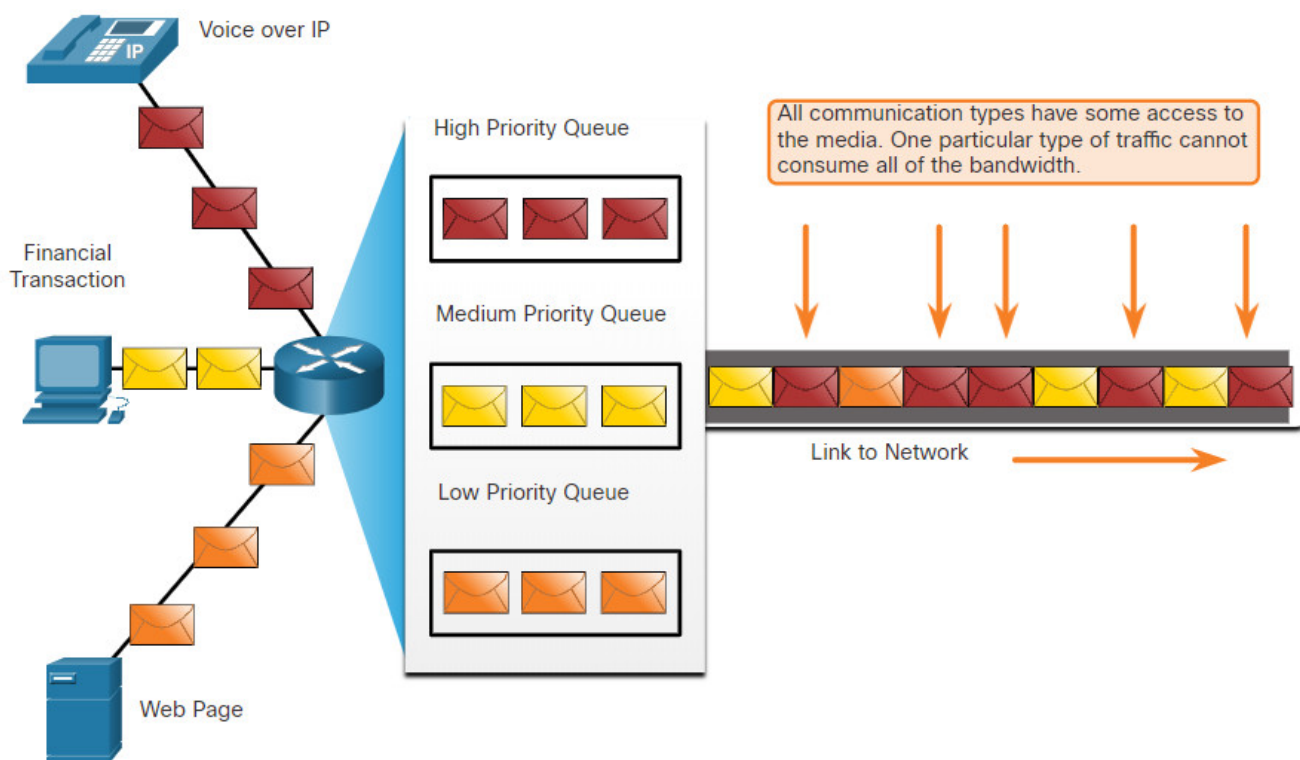 Voice over IP
IP
High Priority Queue
All communication types have some access to
the media. One particular type of traffic cannot
consume all of the bandwidth.
Financial
Transaction
Medium Priority Queue
Link to Network
Low Priority Queue
Web Page